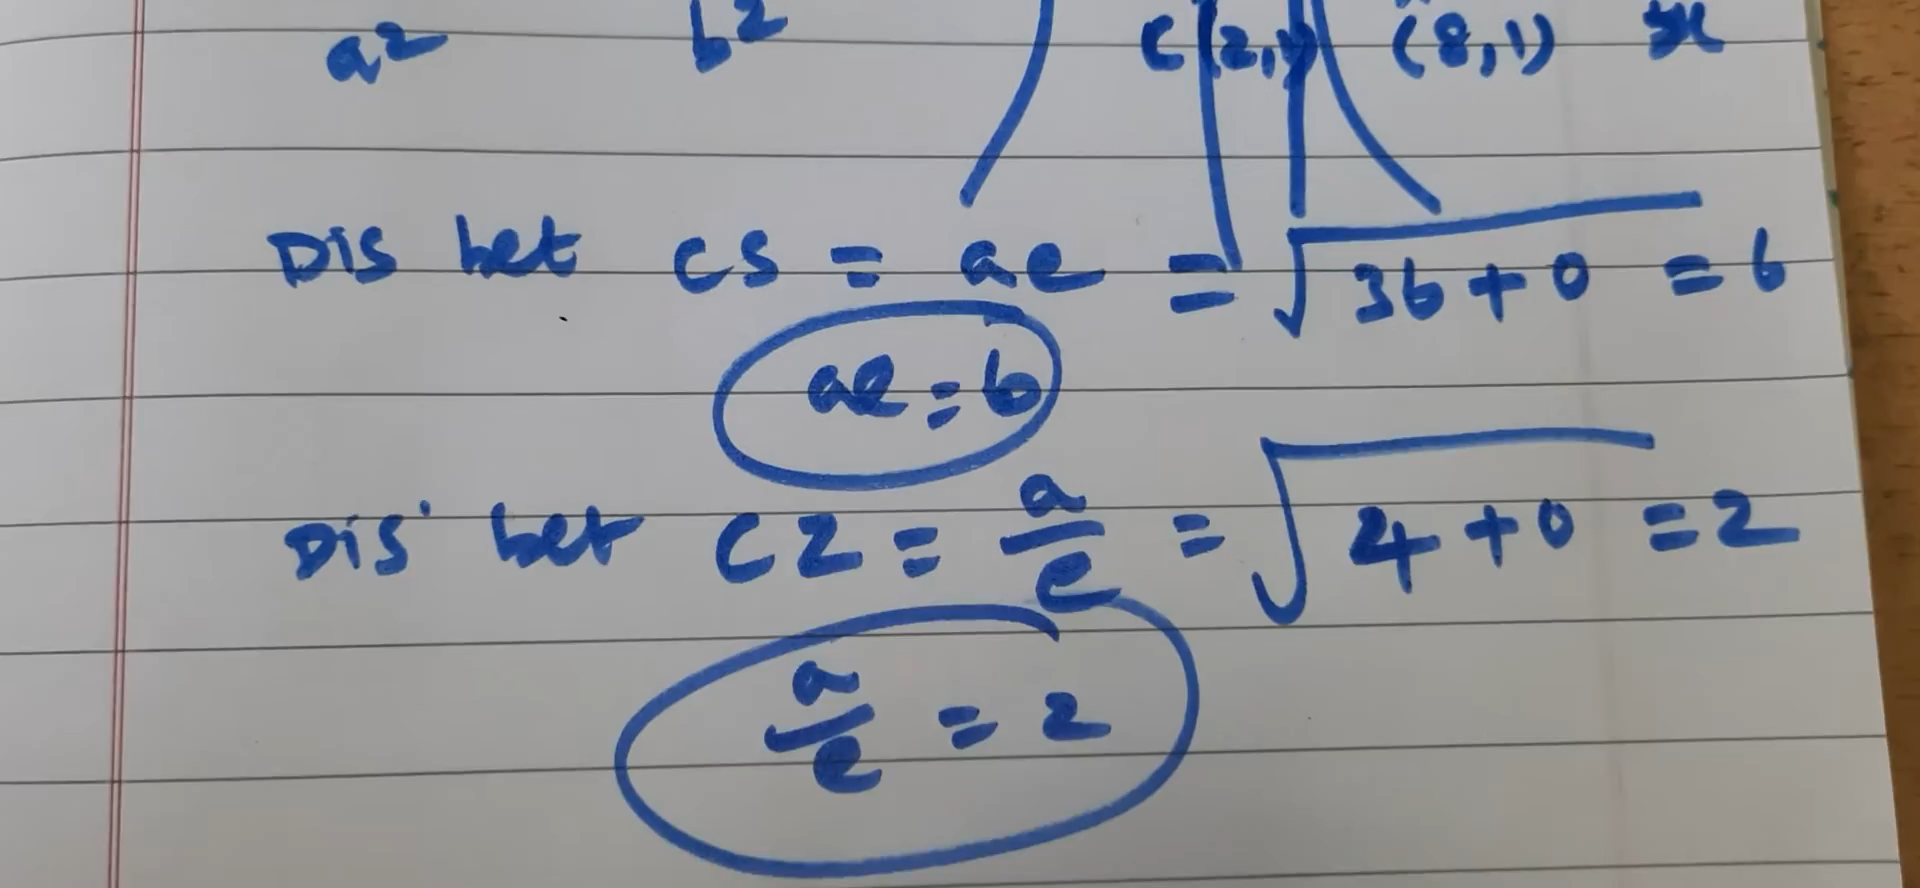 a² b² C(2,1) (8,1) x
Dis bet CS = ae = √36+0 = 6
ae = 6
Dis bet CZ = a/e = √4+0 = 2
a/e = 2